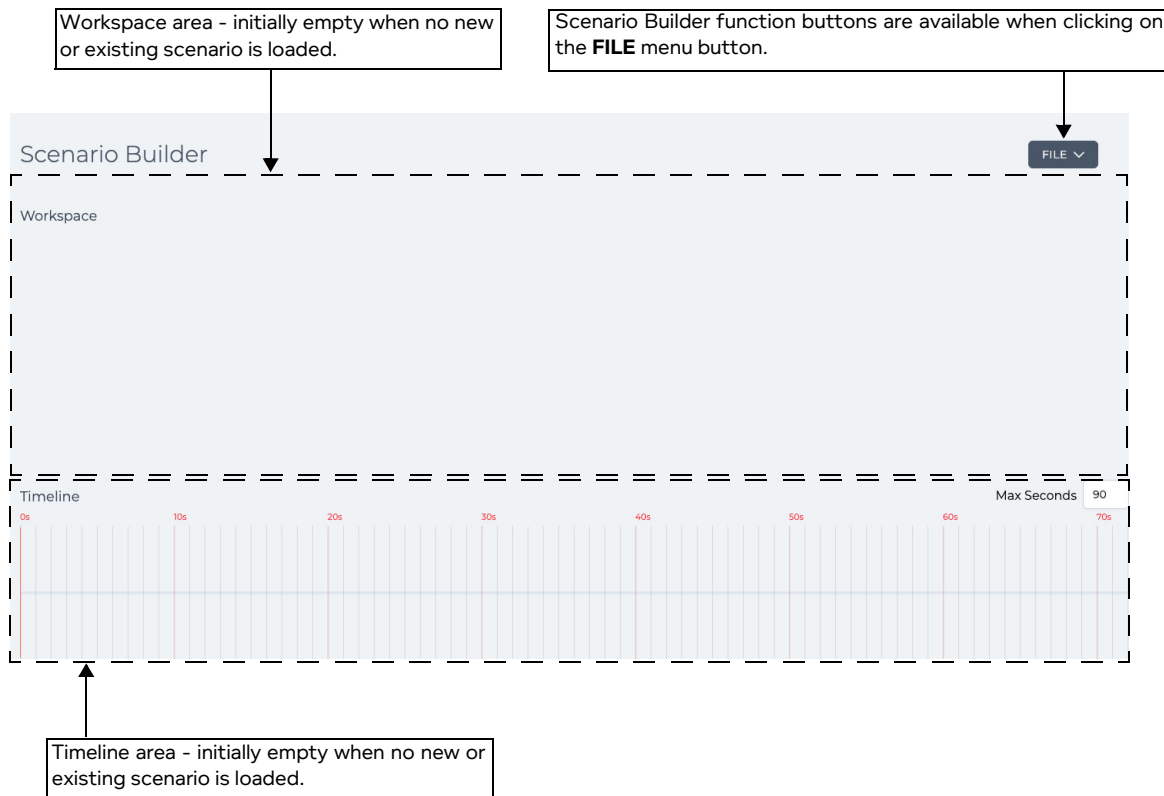 Workspace area - initially empty when no new
or existing scenario is loaded.
Scenario Builder function buttons are available when clicking on
the FILE menu button.
Scenario Builder
FILE
Workspace
Timeline
Max Seconds 90
0s 10s 20s 30s 40s 50s 60s 70s
Timeline area - initially empty when no new or
existing scenario is loaded.